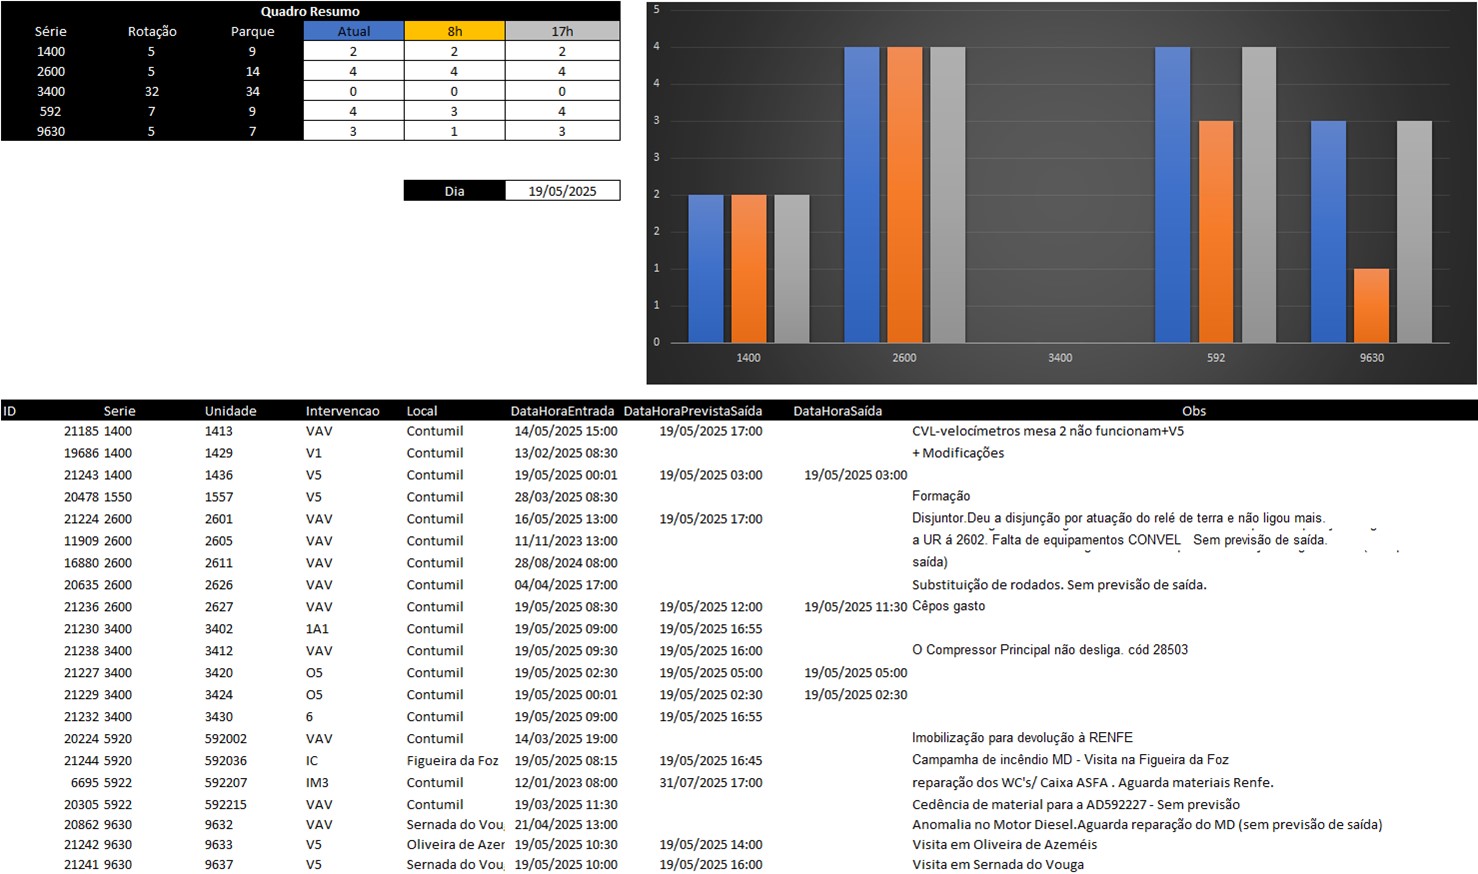 Quadro Resumo
Série Rotação Parque Atual 8h 17h
1400 5 9 2 2 2
2600 5 14 4 4 4
3400 32 34 0 0 0
592 7 9 4 3 4
9630 5 7 3 1 3
Dia 19/05/2025
5
4
4
3
3
2
2
1
1
0
1400 2600 3400 592 9630
ID Serie Unidade Intervencao Local DataHoraEntrada DataHoraPrevistaSaída DataHoraSaída Obs
21185 1400 1413 VAV Contumil 14/05/2025 15:00 19/05/2025 17:00 CVL-velocímetros mesa 2 não funcionam+V5
19686 1400 1429 V1 Contumil 13/02/2025 08:30 + Modificações
21243 1400 1436 V5 Contumil 19/05/2025 00:01 19/05/2025 03:00 19/05/2025 03:00
20478 1550 1557 V5 Contumil 28/03/2025 08:30 Formação
21224 2600 2601 VAV Contumil 16/05/2025 13:00 19/05/2025 17:00 Disjuntor.Deu a disjunção por atuação do relé de terra e não ligou mais.
11909 2600 2605 VAV Contumil 11/11/2023 13:00 a UR á 2602. Falta de equipamentos CONVEL Sem previsão de saída.
16880 2600 2611 VAV Contumil 28/08/2024 08:00 saída)
20635 2600 2626 VAV Contumil 04/04/2025 17:00 Substituição de rodados. Sem previsão de saída.
21236 2600 2627 VAV Contumil 19/05/2025 08:30 19/05/2025 12:00 19/05/2025 11:30 Cêpos gasto
21230 3400 3402 1A1 Contumil 19/05/2025 09:00 19/05/2025 16:55
21238 3400 3412 VAV Contumil 19/05/2025 09:30 19/05/2025 16:00 O Compressor Principal não desliga. cód 28503
21227 3400 3420 O5 Contumil 19/05/2025 02:30 19/05/2025 05:00 19/05/2025 05:00
21229 3400 3424 O5 Contumil 19/05/2025 00:01 19/05/2025 02:30 19/05/2025 02:30
21232 3400 3430 6 Contumil 19/05/2025 09:00 19/05/2025 16:55
20224 5920 592002 VAV Contumil 14/03/2025 19:00 Imobilização para devolução à RENFE
21244 5920 592036 IC Figueira da Foz 19/05/2025 08:15 19/05/2025 16:45 Campanha de incêndio MD - Visita na Figueira da Foz
6695 5922 592207 IM3 Contumil 12/01/2023 08:00 31/07/2025 17:00 reparação dos WC's/ Caixa ASFA . Aguarda materiais Renfe.
20305 5922 592215 VAV Contumil 19/03/2025 11:30 Cedência de material para a AD592227 - Sem previsão
20862 9630 9632 VAV Sernada do Vou 21/04/2025 13:00 Anomalia no Motor Diesel.Aguarda reparação do MD (sem previsão de saída)
21242 9630 9633 V5 Oliveira de Azer 19/05/2025 10:30 19/05/2025 14:00 Visita em Oliveira de Azeméis
21241 9630 9637 V5 Sernada do Vou 19/05/2025 10:00 19/05/2025 16:00 Visita em Sernada do Vouga